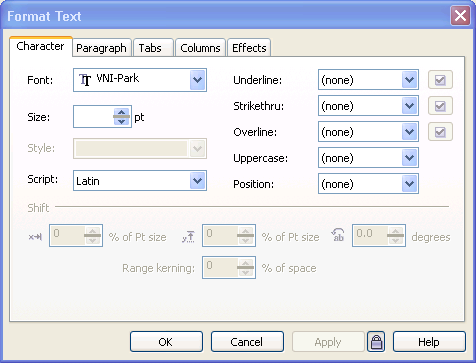 Format Text
Character Paragraph Tabs Columns Effects
Font: VNI-Park Underline: (none)
Size: pt Strikethru: (none)
Style: Overline: (none)
Uppercase: (none)
Script: Latin Position: (none)
Shift
0 % of Pt size 0 % of Pt size ab 0.0 degrees
Range kerning: 0 % of space
OK Cancel Apply Help